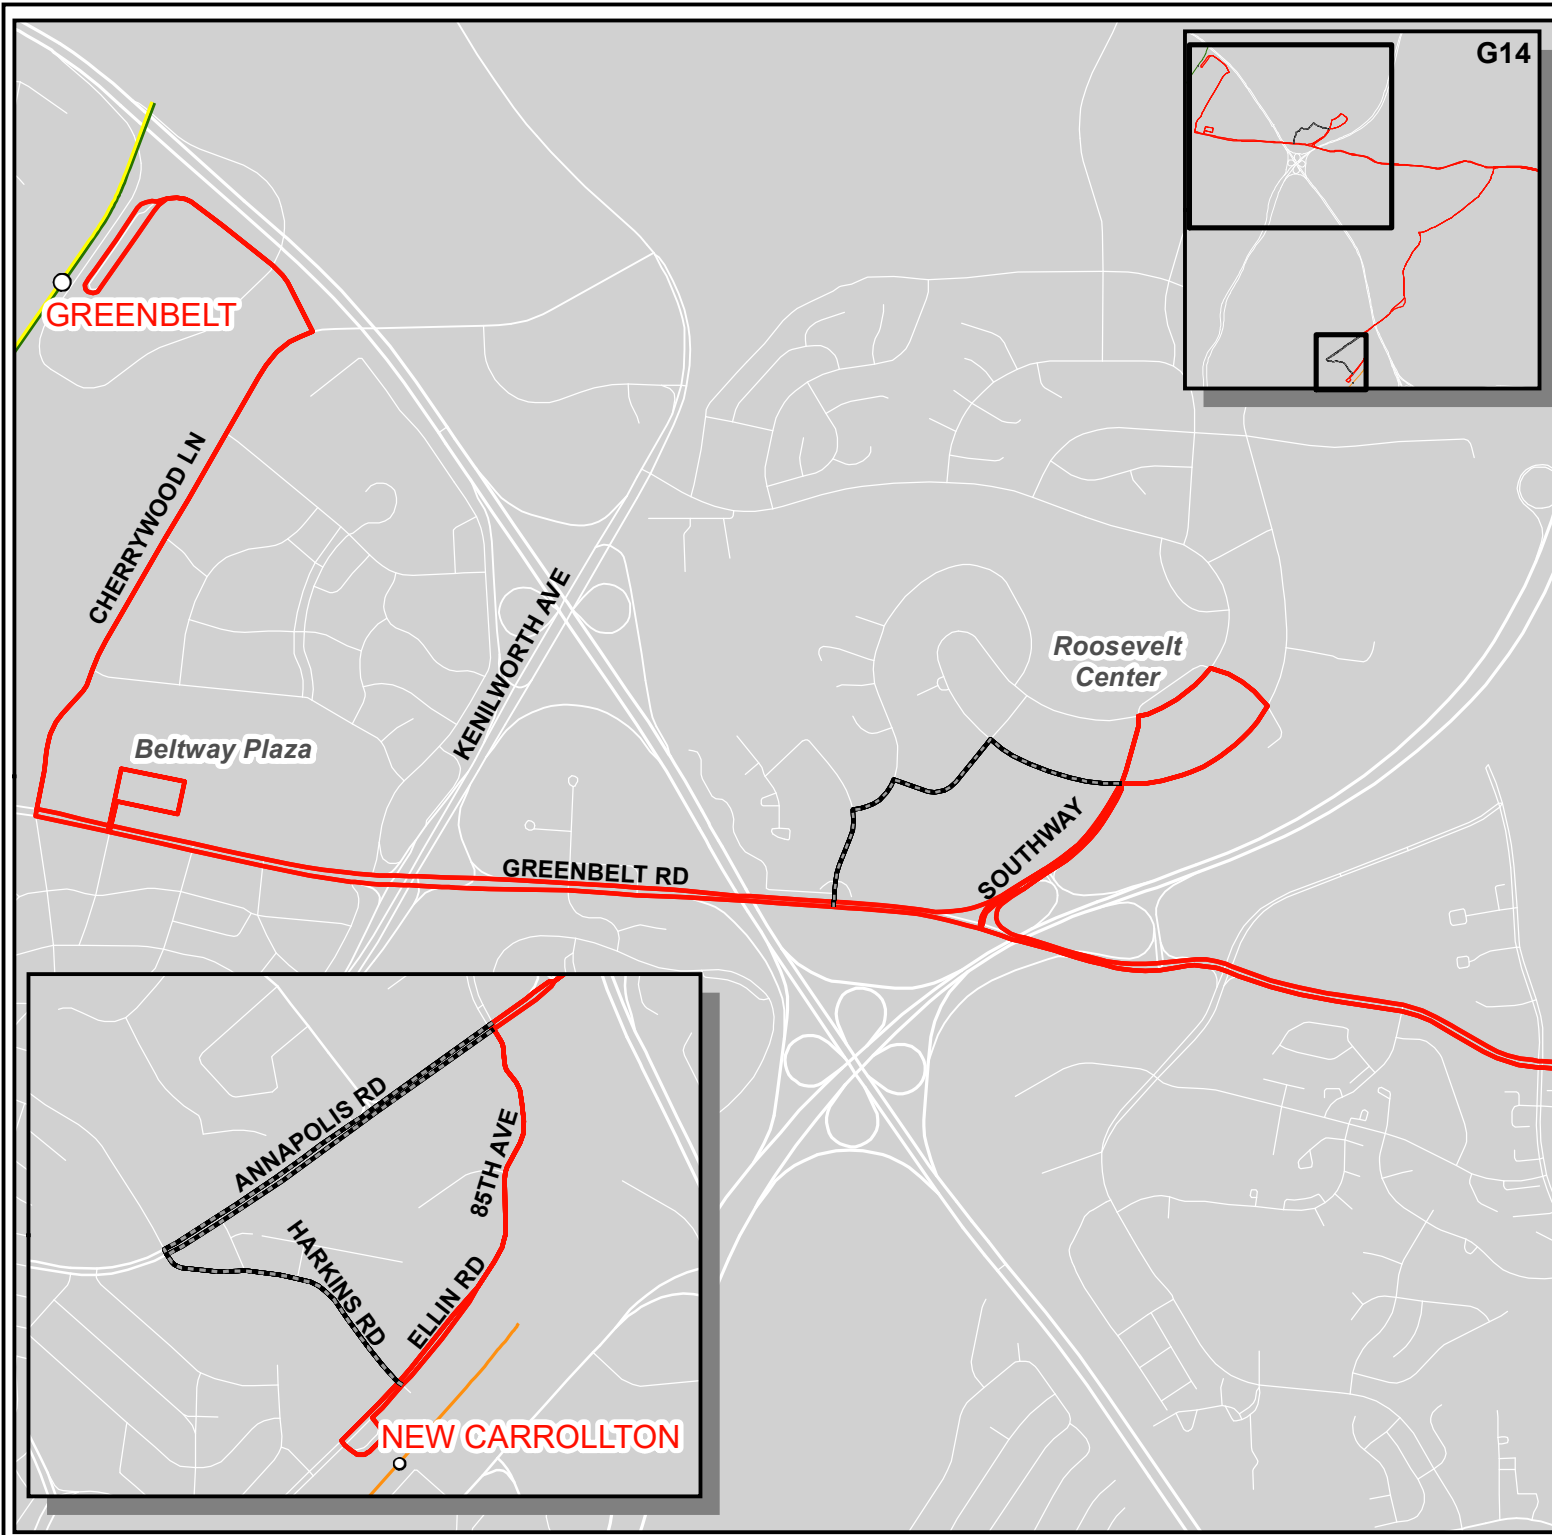 G14
GREENBELT
CHERRYWOOD LN
KENILWORTH AVE
Roosevelt
Center
Beltway Plaza
SOUTHWAY
GREENBELT RD
ANNAPOLIS RD
85TH AVE
HARKINS RD
ELLIN RD
NEW CARROLLTON